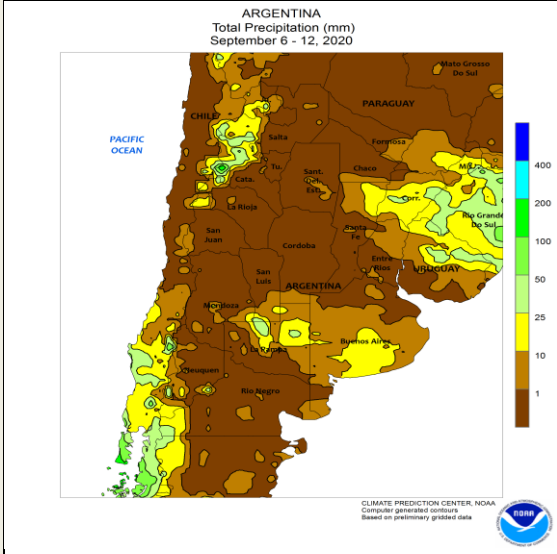 ARGENTINA
Total Precipitation (mm)
September 6 - 12, 2020
Mato Grosso
Do Sul
PARAGUAY
CHILE
PACIFIC
OCEAN
Salta
Formosa
Tu.
Sant.
Del
Est.
Chaco
Mis.
Cata.
Corr.
La Rioja
Rio Grande
Do Sul
San
Juan
Santa
Fe
Cordoba
Entre
Rios
URUGUAY
San
Luis
ARGENTINA
Mendoza
Buenos Aires
La Pampa
Neuquen
Rio Negro
400
200
100
50
25
10
1
CLIMATE PREDICTION CENTER, NOAA
Computer generated contours
Based on preliminary gridded data
NOAA